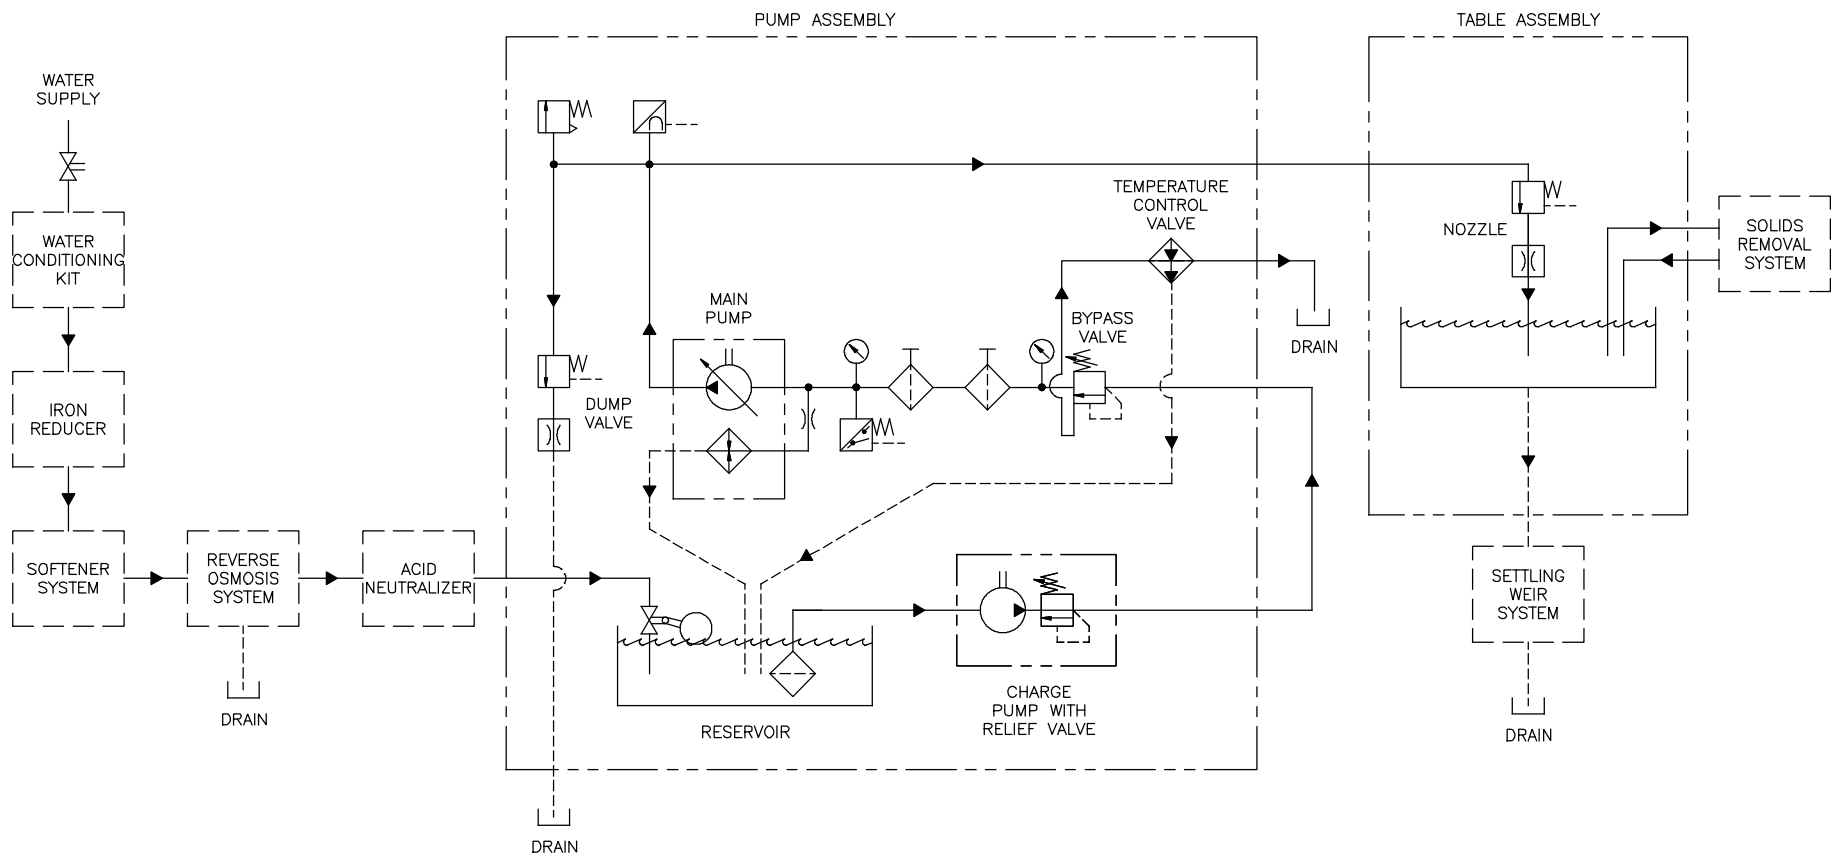 PUMP ASSEMBLY
TABLE ASSEMBLY
WATER
SUPPLY
WATER
CONDITIONING
KIT
IRON
REDUCER
SOFTENER
SYSTEM
REVERSE
OSMOSIS
SYSTEM
DRAIN
ACID
NEUTRALIZER
MAIN
PUMP
DUMP
VALVE
DRAIN
TEMPERATURE
CONTROL
VALVE
BYPASS
VALVE
DRAIN
RESERVOIR
CHARGE
PUMP WITH
RELIEF VALVE
NOZZLE
SOLIDS
REMOVAL
SYSTEM
SETTLING
WEIR
SYSTEM
DRAIN